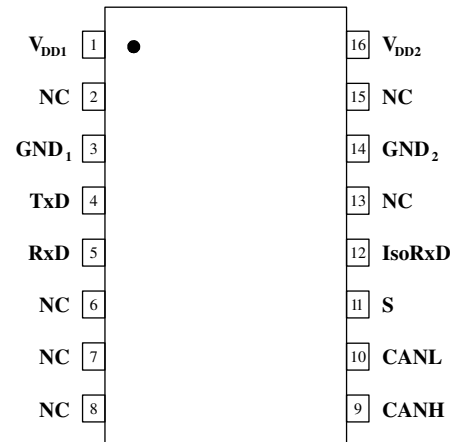 VDD1 1 16 VDD2
NC 2 15 NC
GND1 3 14 GND2
TxD 4 13 NC
RxD 5 12 IsoRxD
NC 6 11 S
NC 7 10 CANL
NC 8 9 CANH